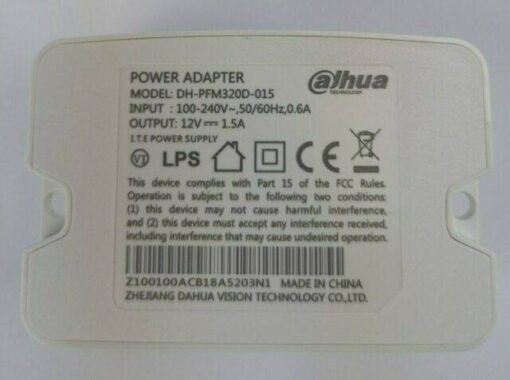 POWER ADAPTER
alhua
TECHNOLOGY
MODEL: DH-PFM320D-015
INPUT : 100-240V~,50/60Hz,0.6A
OUTPUT: 12V⎓ 1.5A
I.T.E POWER SUPPLY
VI LPS CE
This device complies with Part 15 of the FCC Rules.
Operation is subject to the following two conditions:
(1) this device may not cause harmful interference,
and (2) this device must accept any interference received,
including interference that may cause undesired operation.
Z100100ACB18A5203N1 MADE IN CHINA
ZHEJIANG DAHUA VISION TECHNOLOGY CO.,LTD.